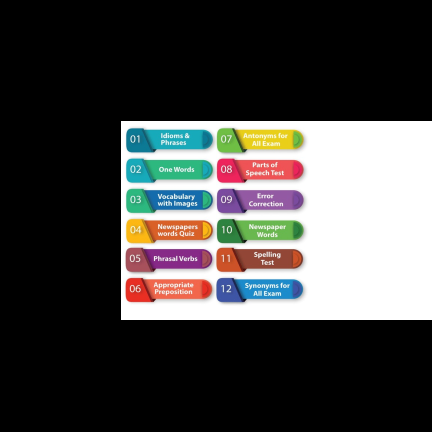 01 Idioms &
Phrases
02 One Words
03 Vocabulary
with Images
04 Newspapers
words Quiz
05 Phrasal Verbs
06 Appropriate
Preposition
07 Antonyms for
All Exam
08 Parts of
Speech Test
09 Error
Correction
10 Newspaper
Words
11 Spelling
Test
12 Synonyms for
All Exam